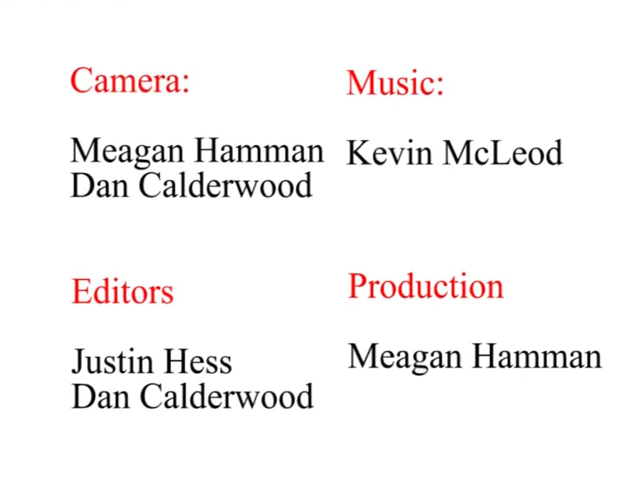 Camera:
Meagan Hamman
Dan Calderwood
Music:
Kevin McLeod
Editors
Justin Hess
Dan Calderwood
Production
Meagan Hamman